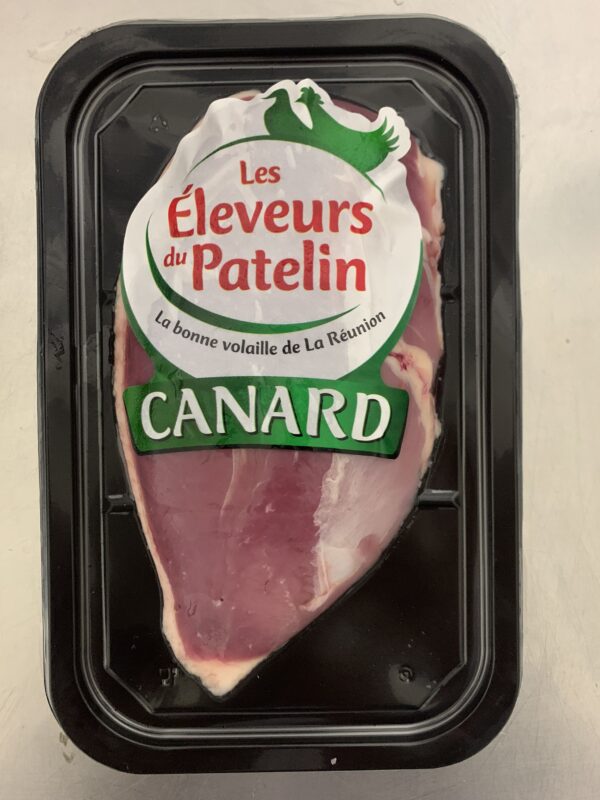 Les
Éleveurs
du Patelin
La bonne volaille de La Réunion
CANARD